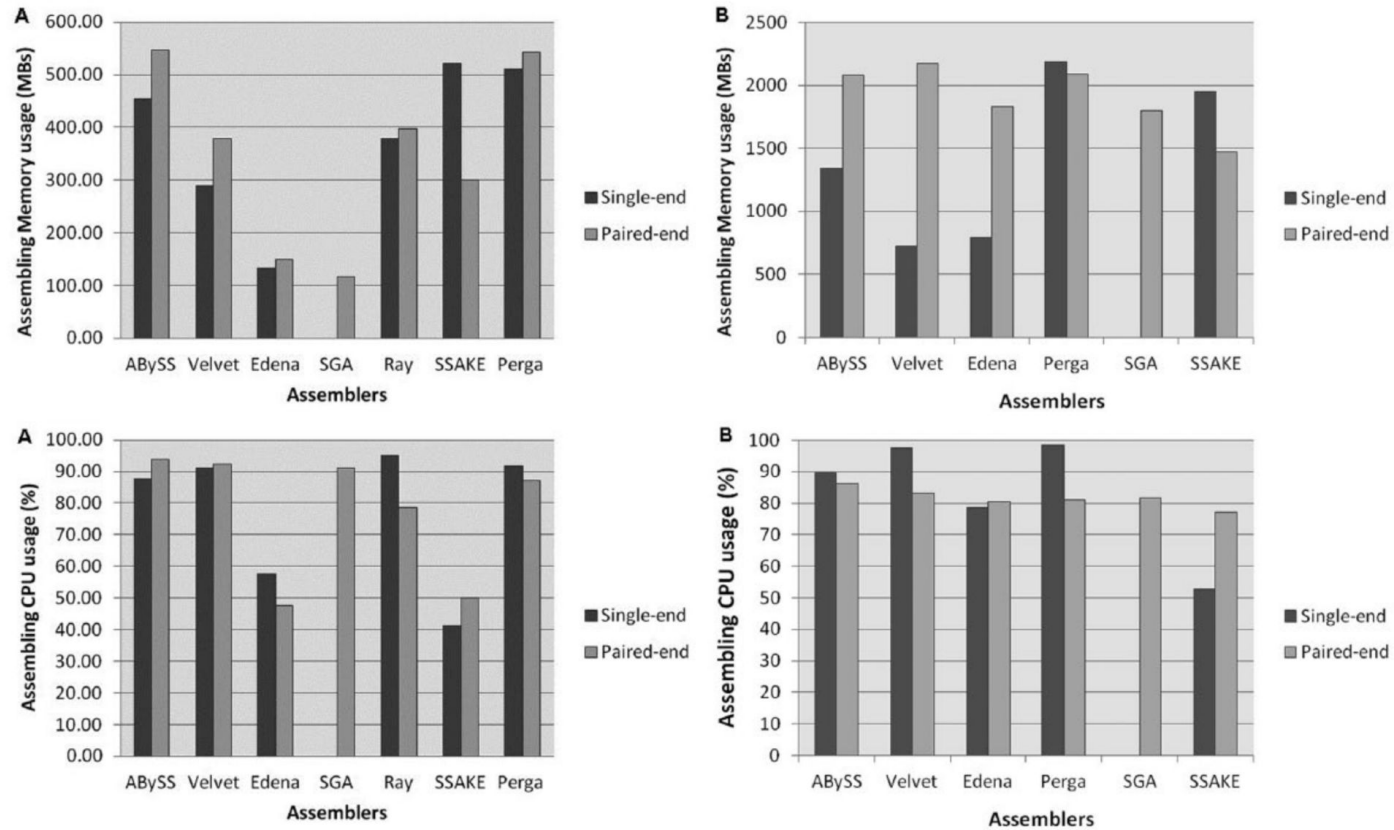 A
Assembling Memory usage (MBs)
600.00
500.00
400.00
300.00
200.00
100.00
0.00
ABySS Velvet Edena SGA Ray SSAKE Perga
Assemblers
Single-end
Paired-end
B
Assembling Memory usage (MBs)
2500
2000
1500
1000
500
0
ABySS Velvet Edena Perga SGA SSAKE
Assemblers
Single-end
Paired-end
A
Assembling CPU usage (%)
100.00
90.00
80.00
70.00
60.00
50.00
40.00
30.00
20.00
10.00
0.00
ABySS Velvet Edena SGA Ray SSAKE Perga
Assemblers
Single-end
Paired-end
B
Assembling CPU usage (%)
100
90
80
70
60
50
40
30
20
10
0
ABySS Velvet Edena Perga SGA SSAKE
Assemblers
Single-end
Paired-end